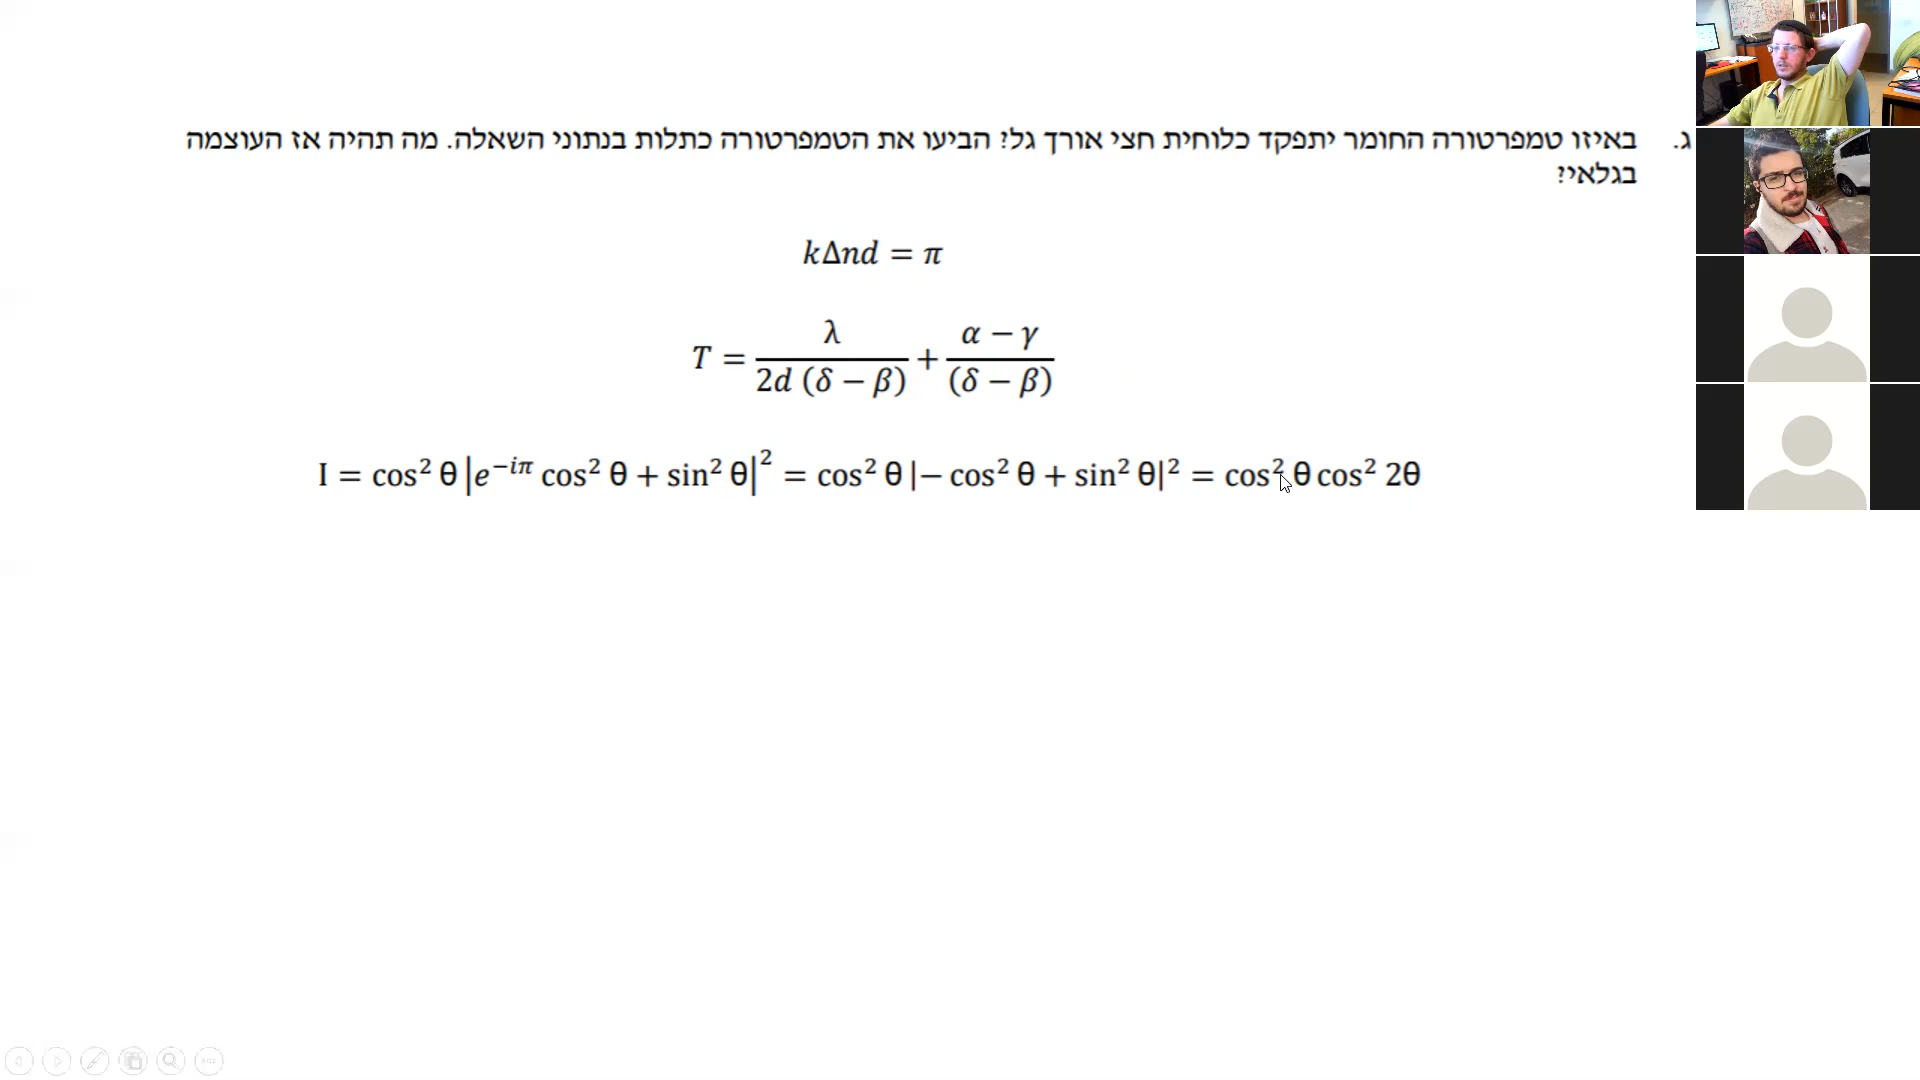 ג. באיזו טמפרטורה החומר יתפקד כלוחית חצי אורך גל? הביעו את הטמפרטורה כתלות בנתוני השאלה. מה תהיה אז העוצמה
בגלאי?
kΔnd = π
T = λ / 2d (δ − β) + α − γ / (δ − β)
I = cos² θ |e^{−iπ} cos² θ + sin² θ|² = cos² θ |− cos² θ + sin² θ|² = cos² θ cos² 2θ